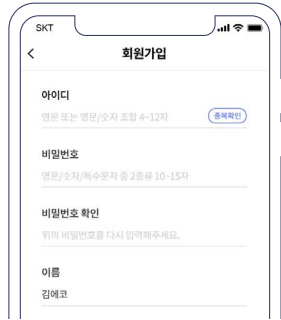 SKT
회원가입
아이디
영문 또는 영문/숫자 조합 4~12자
중복확인
비밀번호
영문/숫자/특수문자 중 2종류 10~15자
비밀번호 확인
위의 비밀번호를 다시 입력해주세요.
이름
김에코